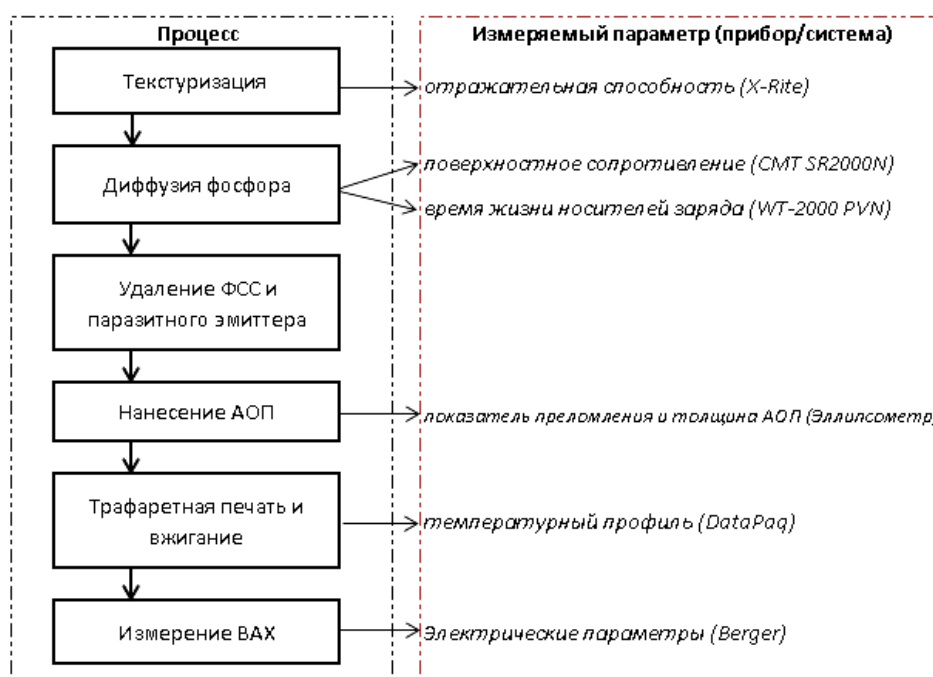 Процесс
Измеряемый параметр (прибор/система)
Текстуризация
отражательная способность (X-Rite)
Диффузия фосфора
поверхностное сопротивление (CMT SR2000N)
время жизни носителей заряда (WT-2000 PVN)
Удаление ФСС и
паразитного эмиттера
Нанесение АОП
показатель преломления и толщина АОП (Эллипсометр)
Трафаретная печать и
вжигание
температурный профиль (DataPaq)
Измерение ВАХ
Электрические параметры (Berger)